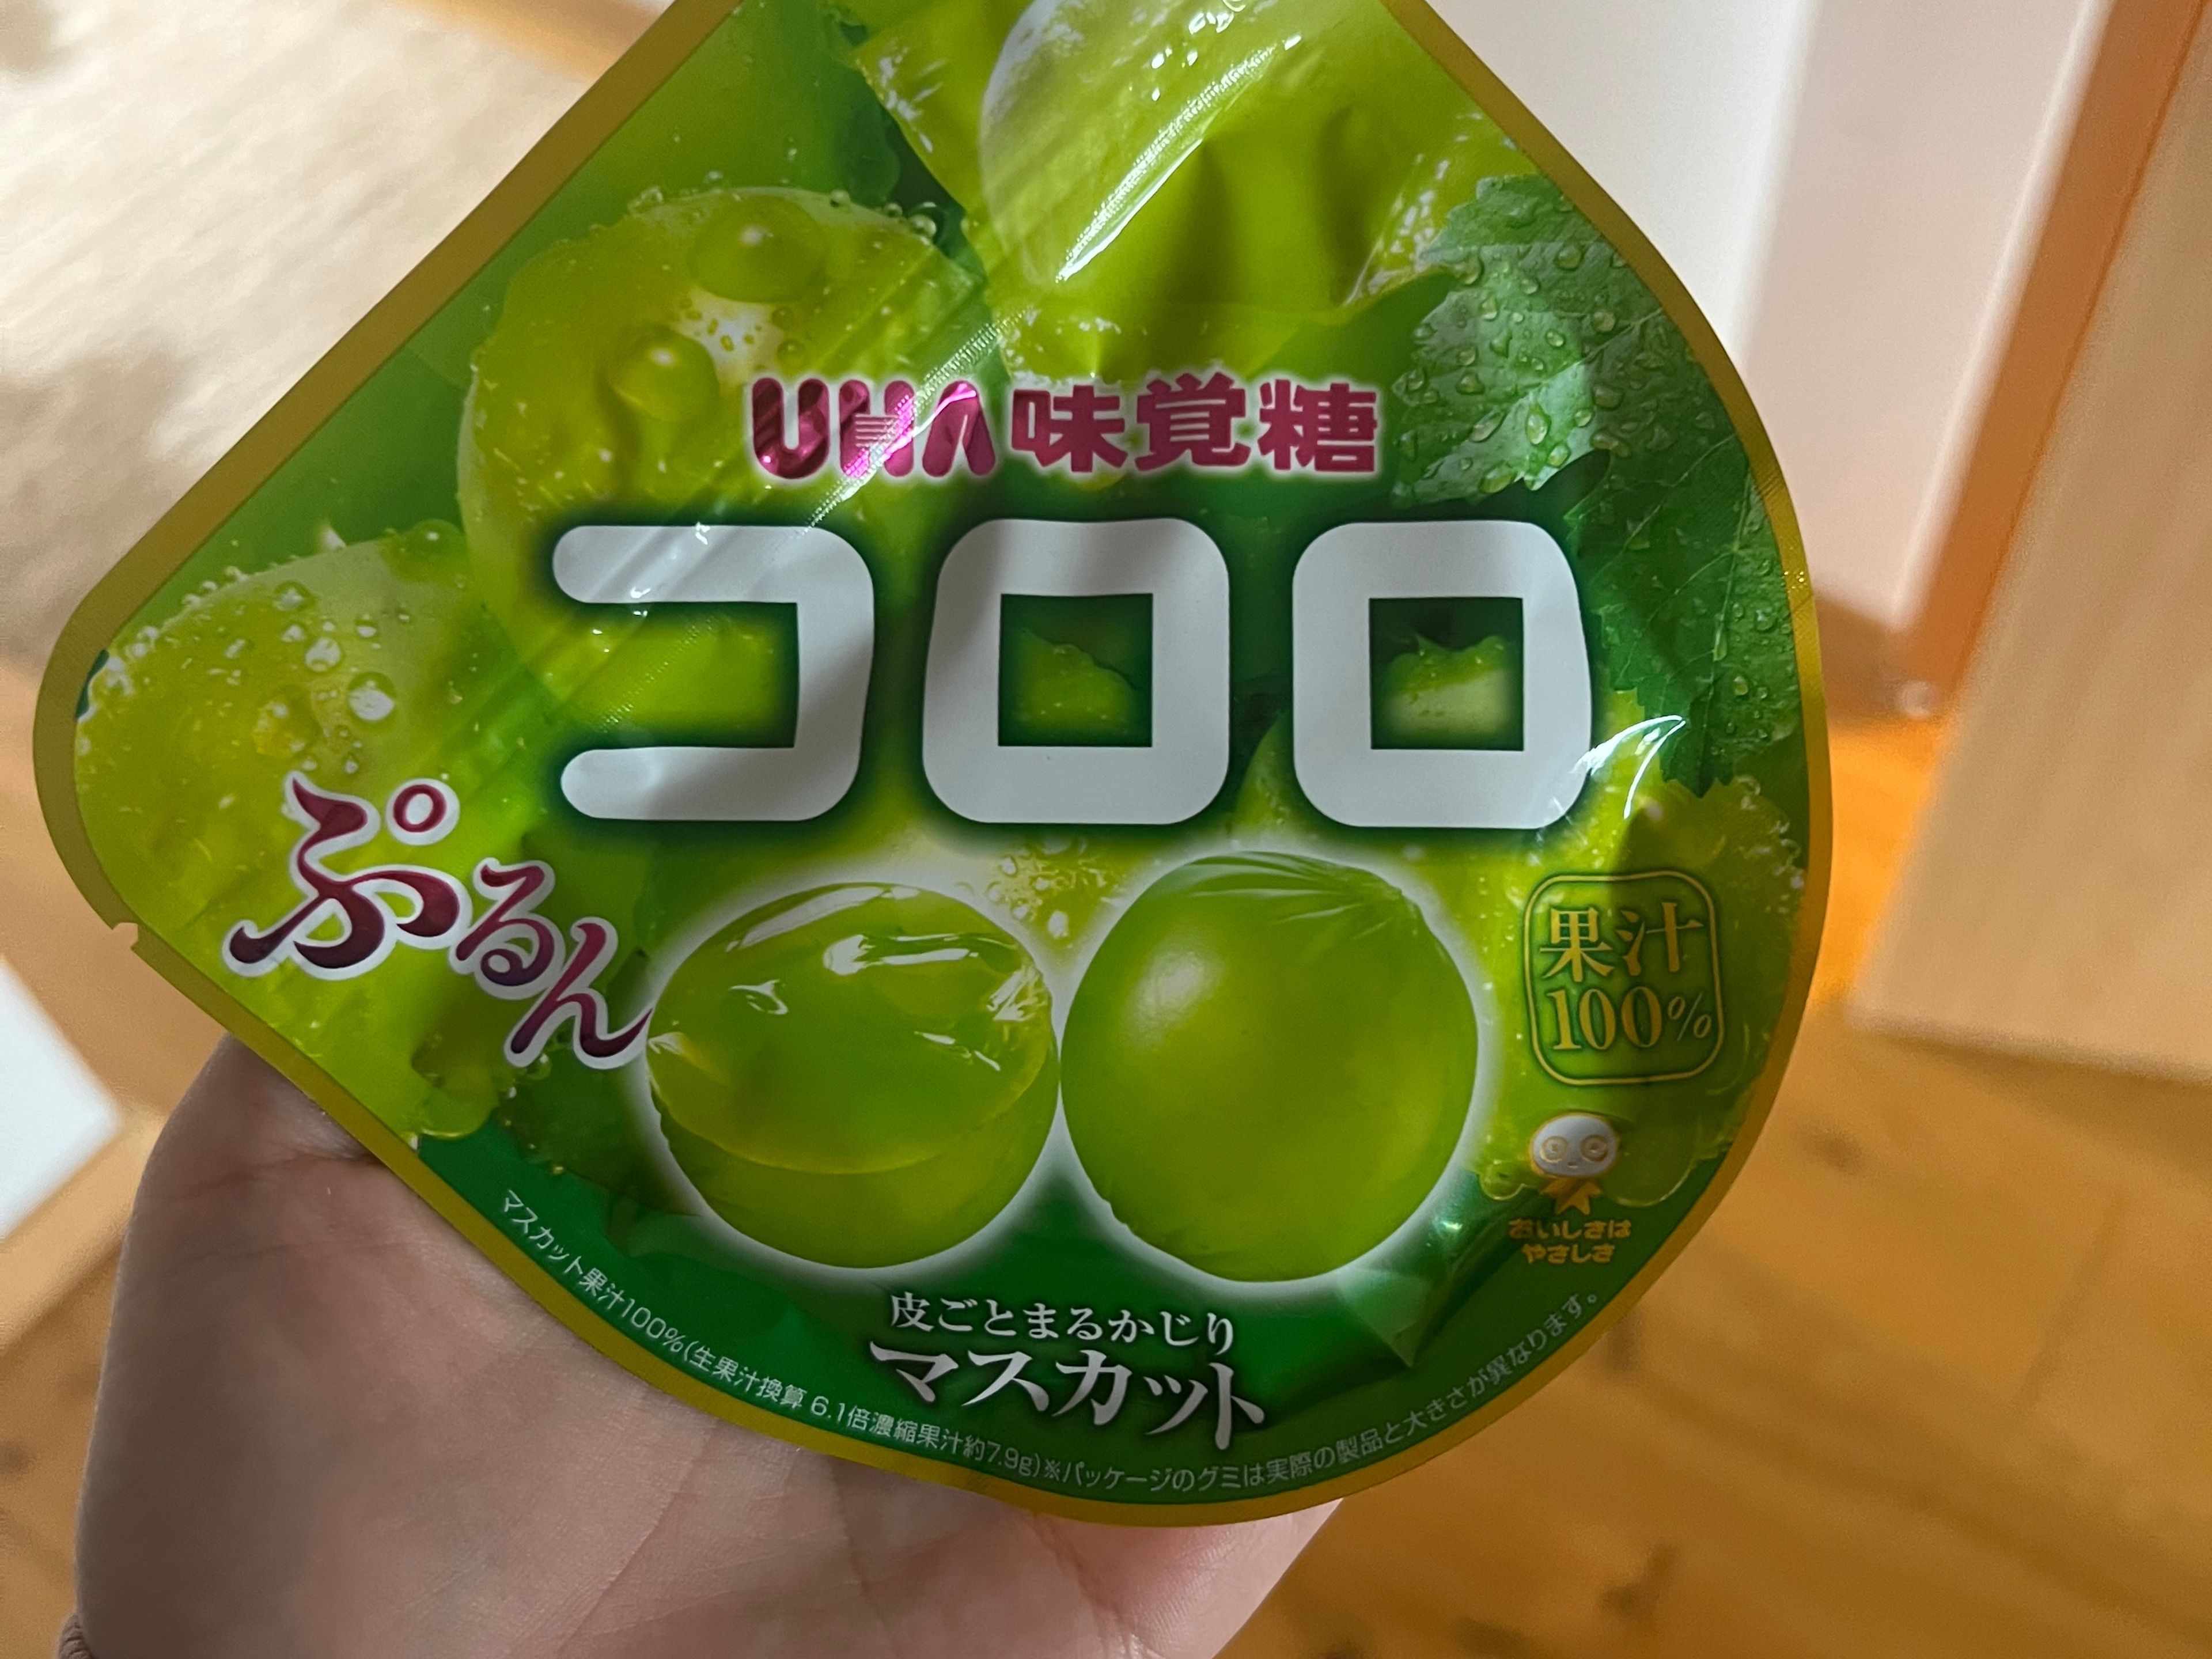 UHA味覚糖
コロロ
ぷるん
果汁
100%
おいしさは
やさしさ
皮ごとまるかじり
マスカット
マスカット果汁100%(生果汁換算 6.1倍濃縮果汁約7.9g)※パッケージのグミは実際の製品と大きさが異なります。